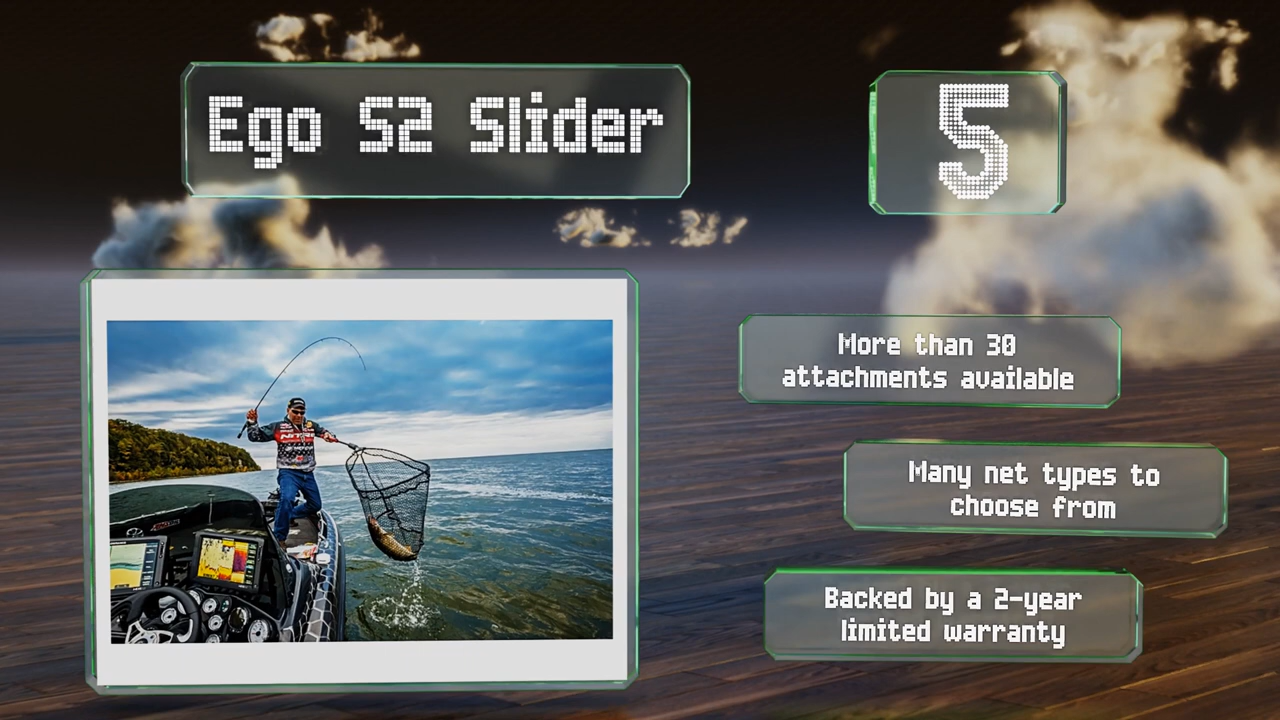 Ego S2 Slider
5
More than 30
attachments available
Many net types to
choose from
Backed by a 2-year
limited warranty
NITRO